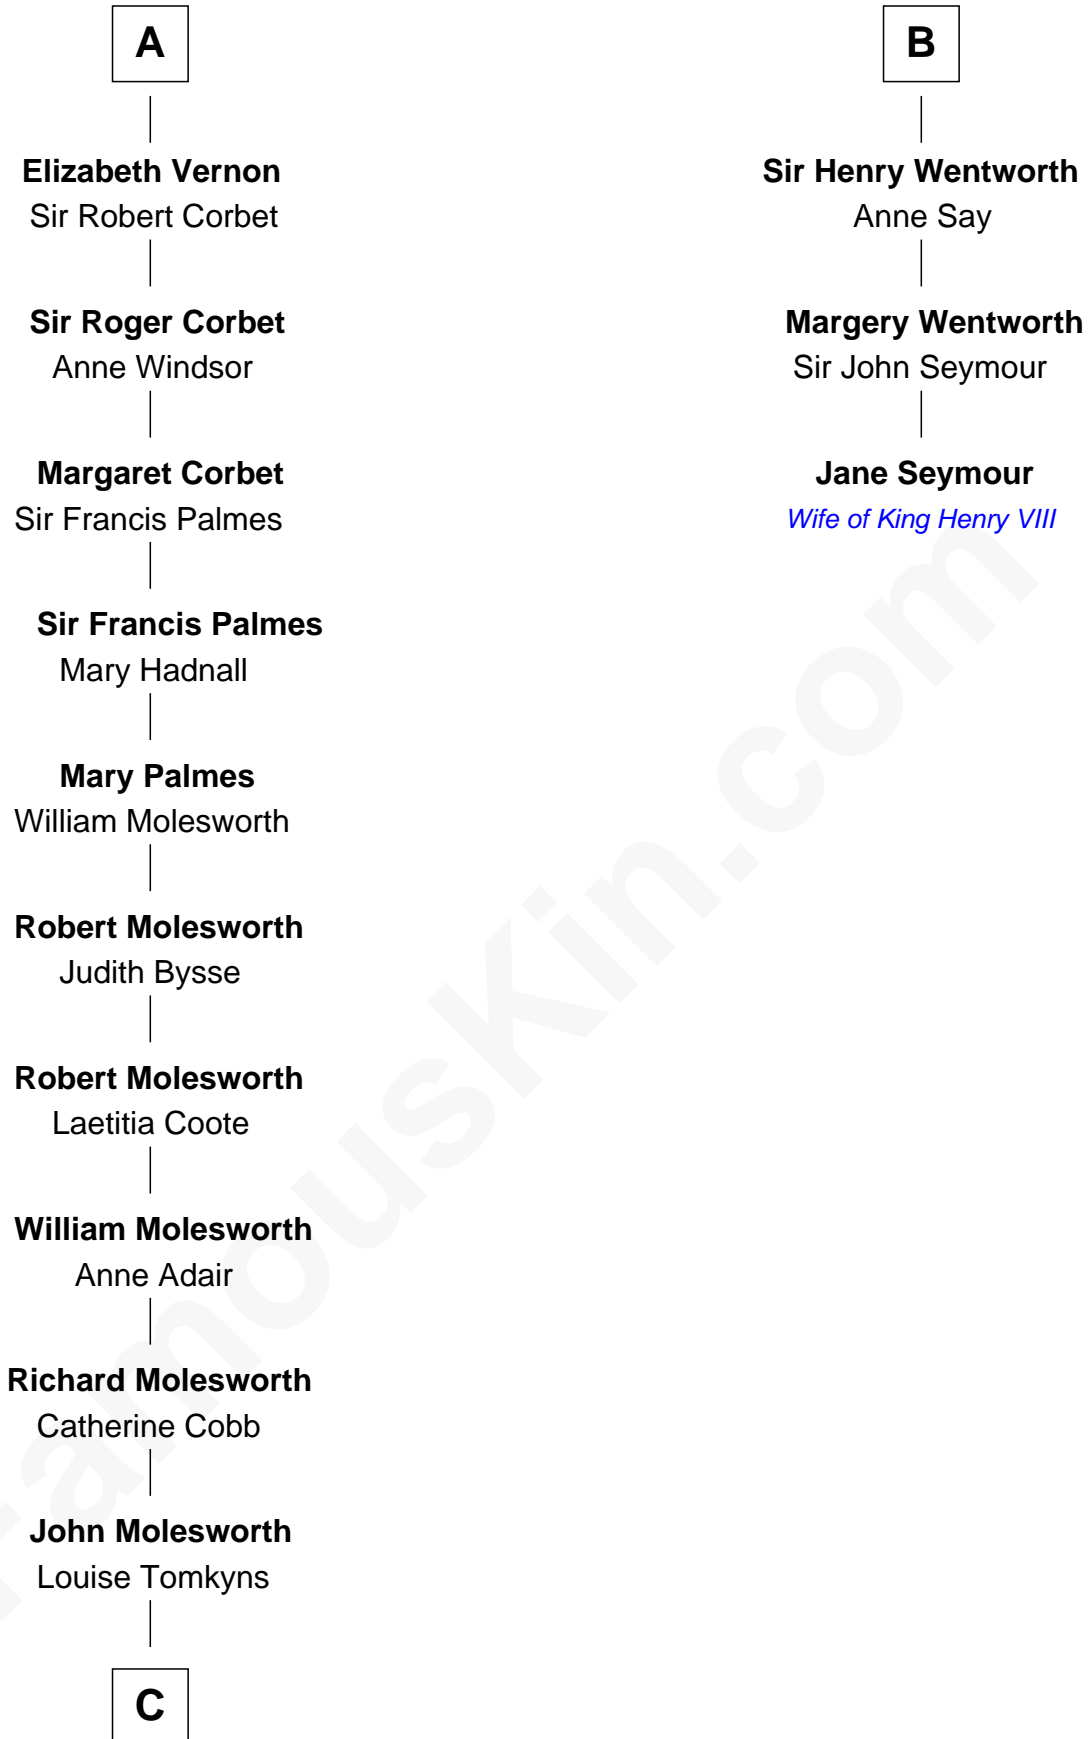 A
Elizabeth Vernon
Sir Robert Corbet
Sir Roger Corbet
Anne Windsor
Margaret Corbet
Sir Francis Palmes
Sir Francis Palmes
Mary Hadnall
Mary Palmes
William Molesworth
Robert Molesworth
Judith Bysse
Robert Molesworth
Laetitia Coote
William Molesworth
Anne Adair
Richard Molesworth
Catherine Cobb
John Molesworth
Louise Tomkyns
C
B
Sir Henry Wentworth
Anne Say
Margery Wentworth
Sir John Seymour
Jane Seymour
Wife of King Henry VIII
FamousKin.com